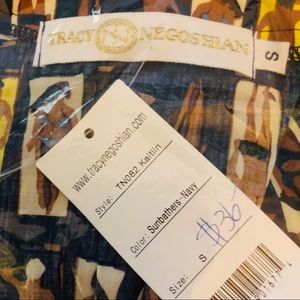 TRACY NEGOSHIAN
S
www.tracynegoshian.com
Style: TN082 Kaitlin
Color: Sunbathers-Navy
Size: S
$36